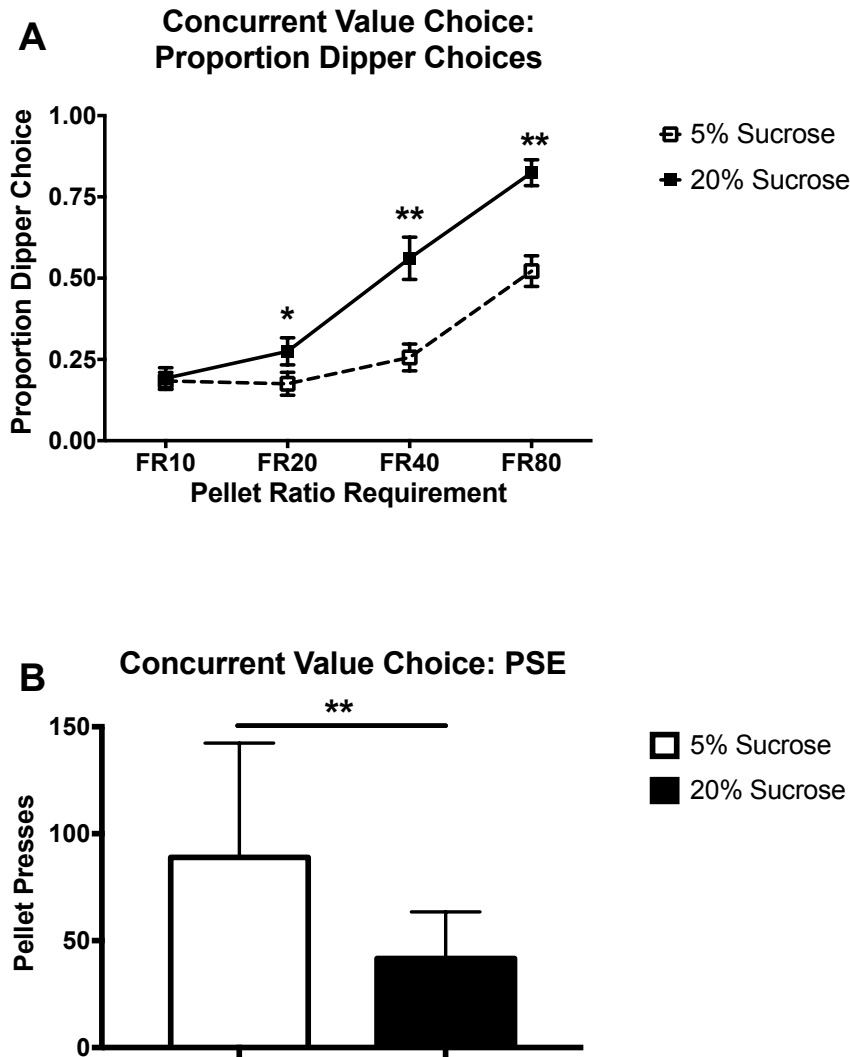 A
Concurrent Value Choice:
Proportion Dipper Choices
Proportion Dipper Choice
1.00
0.75
0.50
0.25
0.00
*
**
**
FR10 FR20 FR40 FR80
Pellet Ratio Requirement
5% Sucrose
20% Sucrose
B
Concurrent Value Choice: PSE
Pellet Presses
150
100
50
0
**
5% Sucrose
20% Sucrose